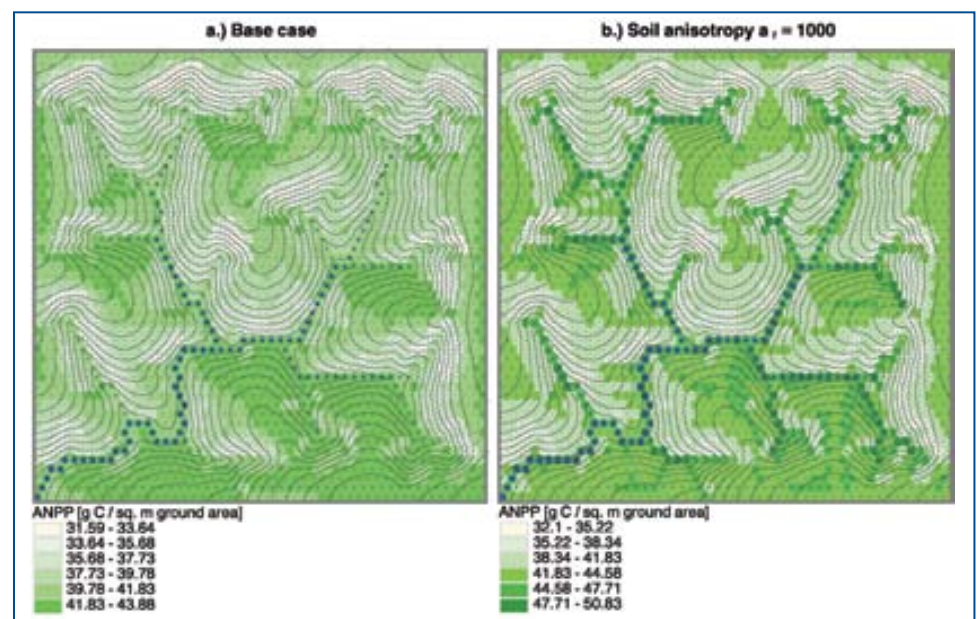 a.) Base case
b.) Soil anisotropy a r = 1000
ANPP [g C / sq. m ground area]
31.59 - 33.64
33.64 - 35.68
35.68 - 37.73
37.73 - 39.78
39.78 - 41.83
41.83 - 43.88
ANPP [g C / sq. m ground area]
32.1 - 35.22
35.22 - 38.34
38.34 - 41.83
41.83 - 44.58
44.58 - 47.71
47.71 - 50.83